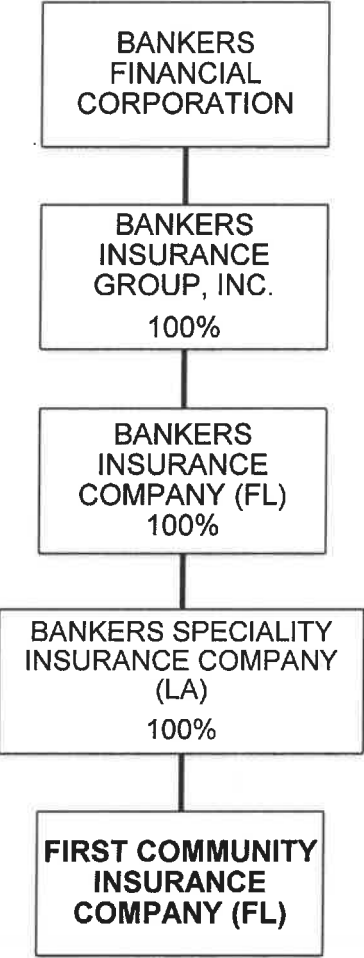 BANKERS
FINANCIAL
CORPORATION
BANKERS
INSURANCE
GROUP, INC.
100%
BANKERS
INSURANCE
COMPANY (FL)
100%
BANKERS SPECIALITY
INSURANCE COMPANY
(LA)
100%
FIRST COMMUNITY
INSURANCE
COMPANY (FL)